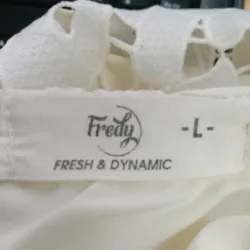 Fredy -L-
FRESH & DYNAMIC